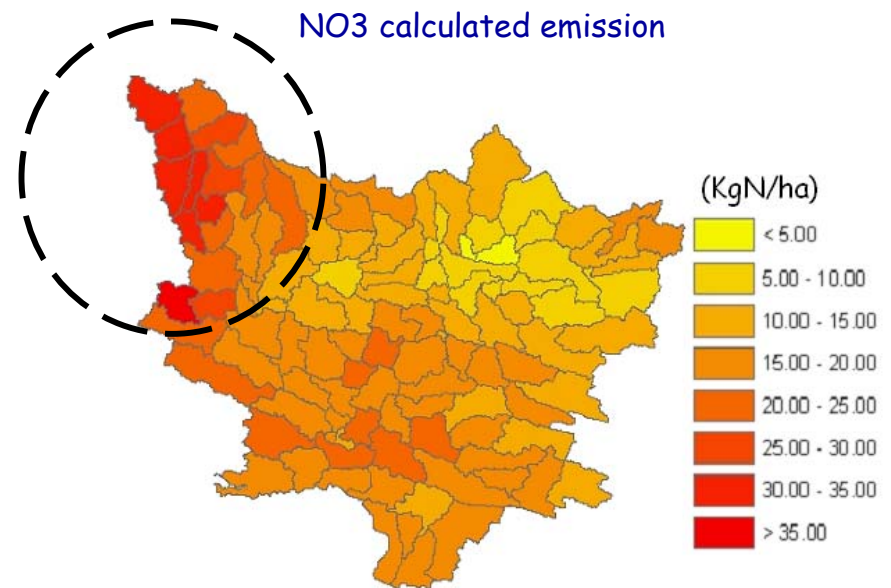 NO3 calculated emission
(KgN/ha)
< 5.00
5.00 - 10.00
10.00 - 15.00
15.00 - 20.00
20.00 - 25.00
25.00 - 30.00
30.00 - 35.00
> 35.00